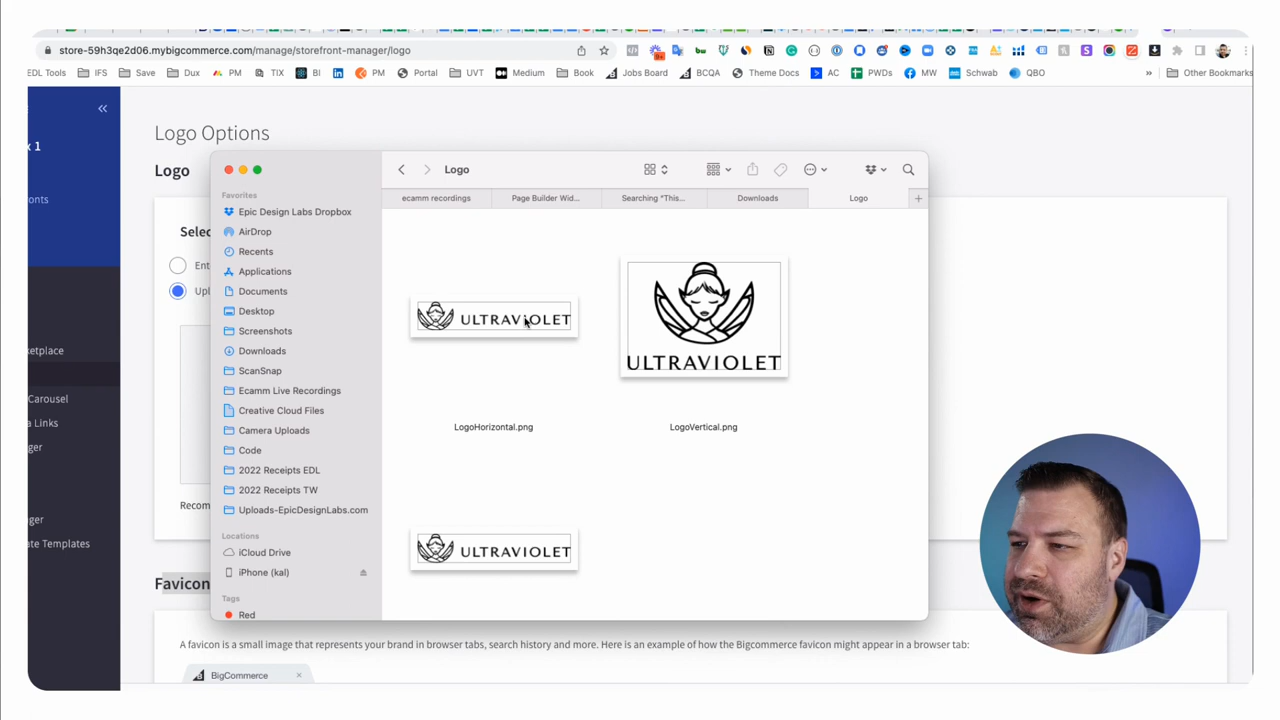 store-59h3qe2d06.mybigcommerce.com/manage/storefront-manager/logo
EDL Tools IFS Save Dux PM TIX BI PM Portal UVT Medium Book Jobs Board BCQA Theme Docs AC PWDs MW Schwab QBO » Other Bookmarks
«
x 1
onts
ketplace
Carousel
a Links
ger
ger
ate Templates
Logo Options
Logo
Selec
Ent
Upl
Recom
Logo
ecamm recordings Page Builder Wid... Searching "This... Downloads Logo +
Favorites
Epic Design Labs Dropbox
AirDrop
Recents
Applications
Documents
Desktop
Screenshots
Downloads
ScanSnap
Ecamm Live Recordings
Creative Cloud Files
Camera Uploads
Code
2022 Receipts EDL
2022 Receipts TW
Uploads-EpicDesignLabs.com
Locations
iCloud Drive
iPhone (kal)
Tags
Red
ULTRAVIOLET
ULTRAVIOLET
LogoHorizontal.png LogoVertical.png
ULTRAVIOLET
Favicon
A favicon is a small image that represents your brand in browser tabs, search history and more. Here is an example of how the Bigcommerce favicon might appear in a browser tab:
BigCommerce ×